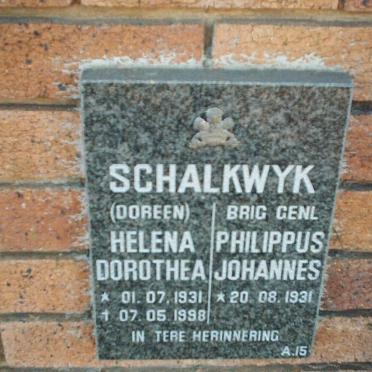 SCHALKWYK
(DOREEN) BRIG GENL
HELENA PHILIPPUS
DOROTHEA JOHANNES
* 01.07.1931 * 20.08.1931
† 07.05.1998
IN TERE HERINNERING
A.15